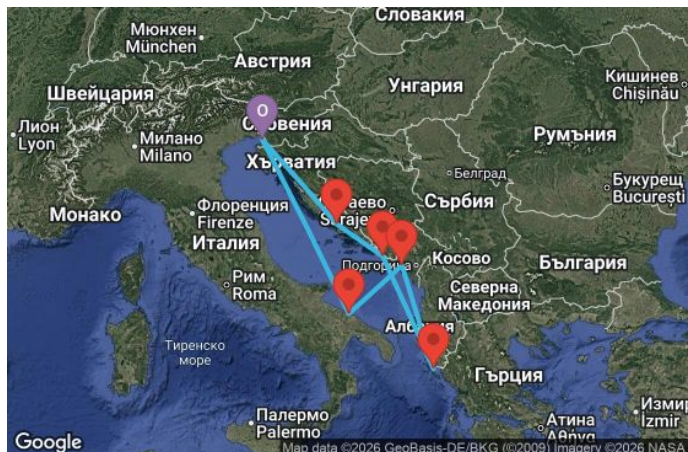 Словакия
Мюнхен
München
Австрия
Швейцария
Унгария
Кишинев
Chișinău
O
Словения
Лион
Lyon
Милано
Milano
Хърватия
Румъния
Белград
Букурещ
București
Монако
Флоренция
Firenze
Сърбия
Италия
Подгорица
Косово
България
Рим
Roma
Северна
Македония
Тиренско
море
Гърция
Палермо
Palermo
Атина
Αθήνα
Измир
İzmir
Google
Map data ©2026 GeoBasis-DE/BKG (©2009) Imagery ©2026 NASA